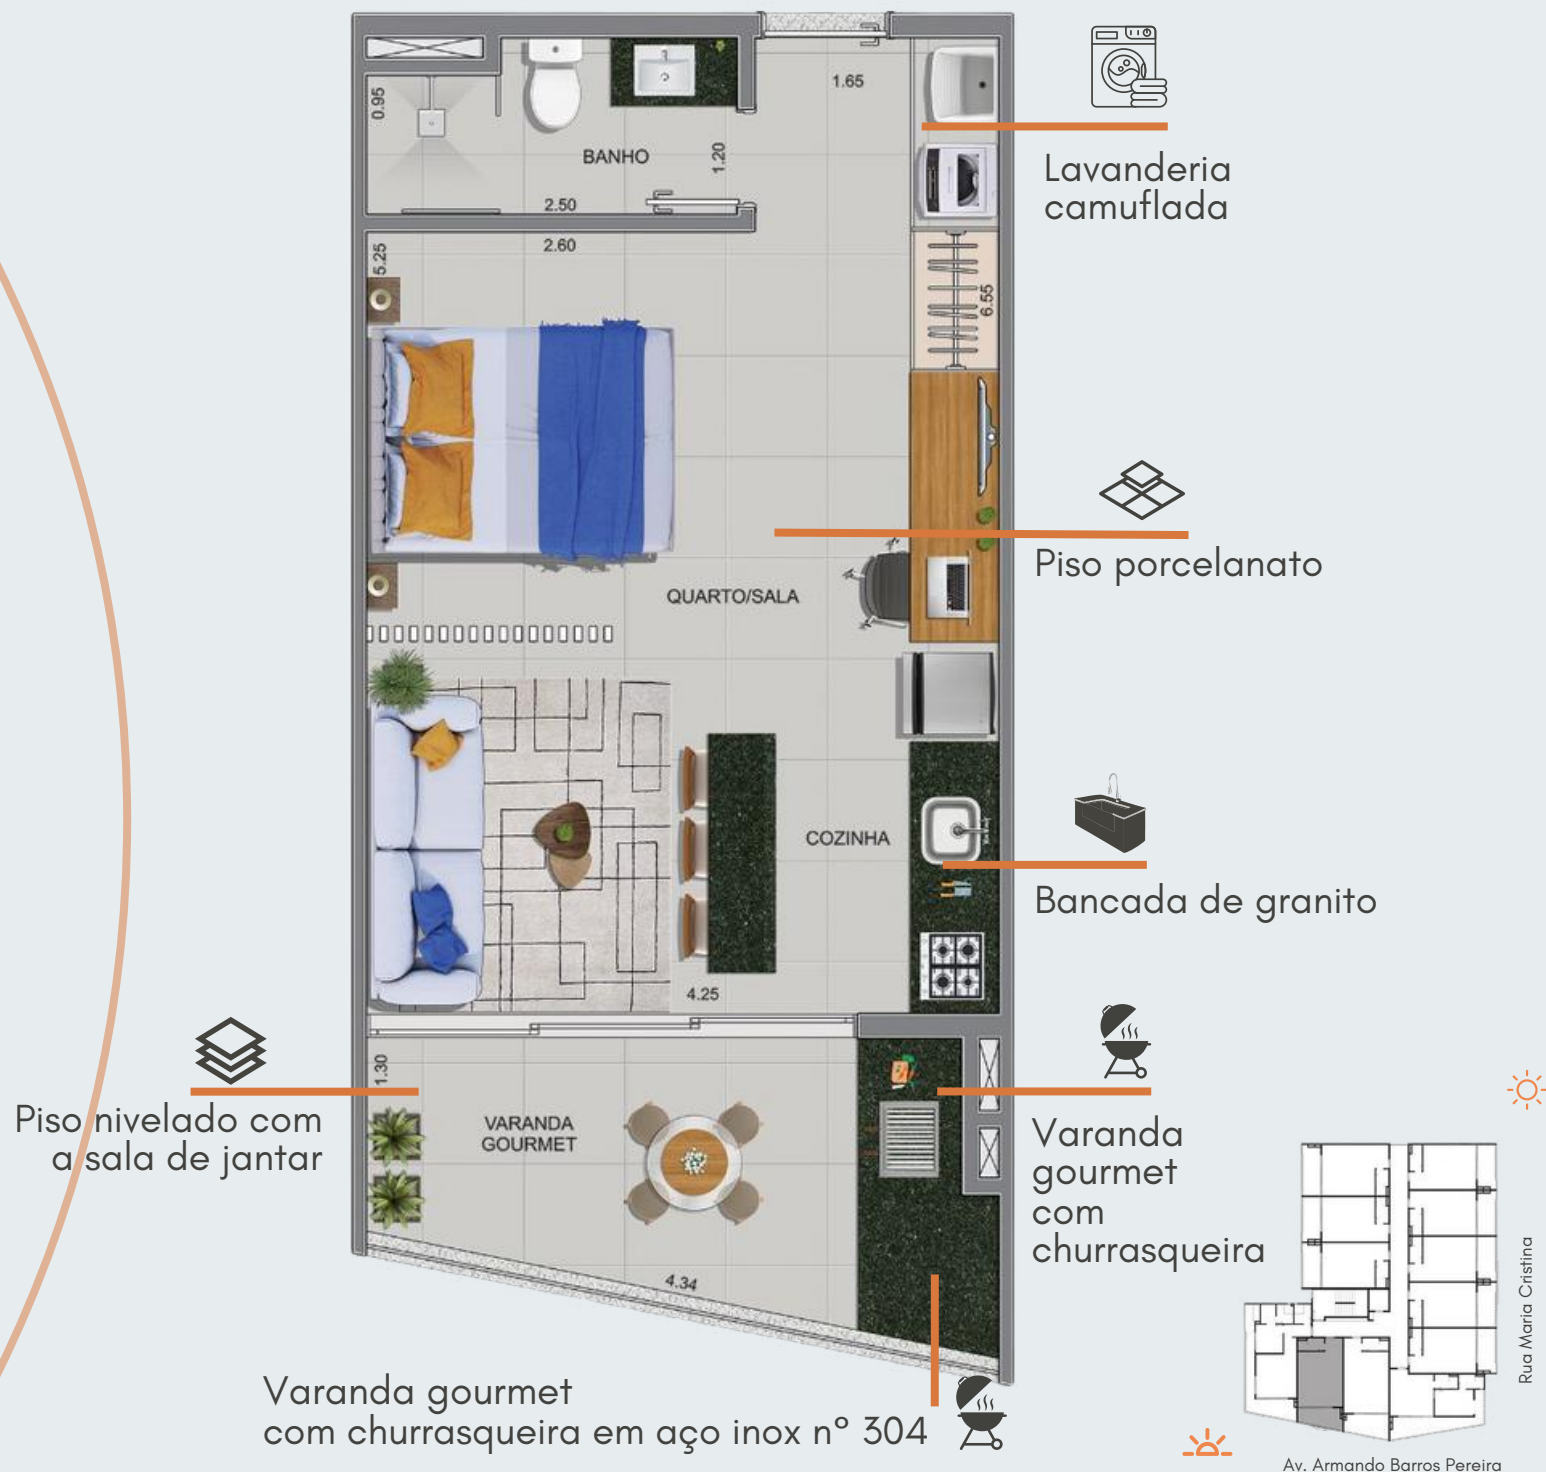 1.65
0.95
BANHO
1.20
2.50
2.60
5.25
6.55
Lavanderia
camuflada
Piso porcelanato
QUARTO/SALA
COZINHA
Bancada de granito
4.25
1.30
Piso nivelado com
a sala de jantar
VARANDA
GOURMET
Varanda
gourmet
com
churrasqueira
4.34
Varanda gourmet
com churrasqueira em aço inox n° 304
Rua Maria Cristina
Av. Armando Barros Pereira